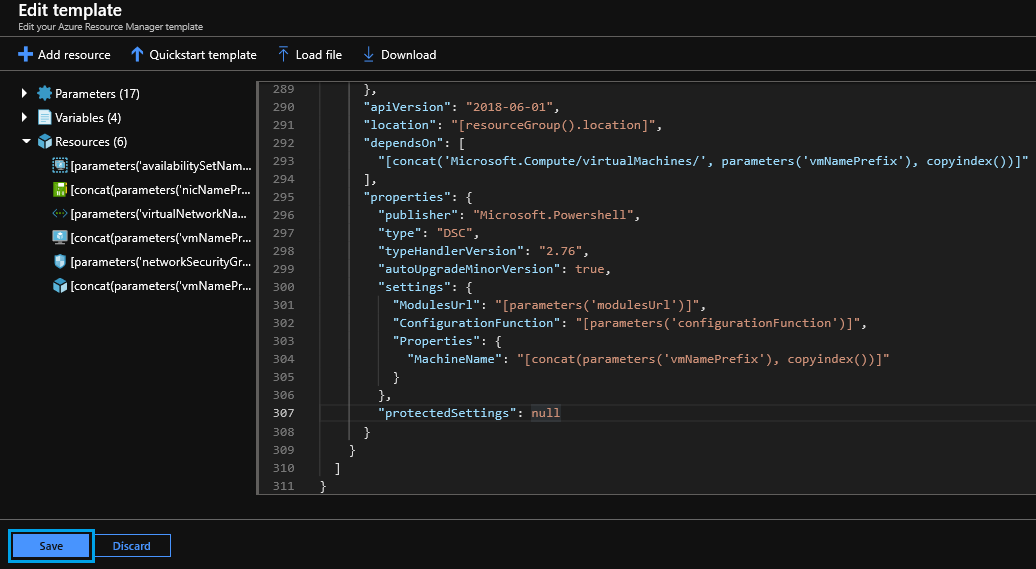 Edit template
Edit your Azure Resource Manager template
Add resource Quickstart template Load file Download
Parameters (17)
Variables (4)
Resources (6)
[parameters('availabilitySetNam...
[concat(parameters('nicNamePr...
[parameters('virtualNetworkNa...
[concat(parameters('vmNamePr...
[parameters('networkSecurityGr...
[concat(parameters('vmNamePr...
289 },
290 "apiVersion": "2018-06-01",
291 "location": "[resourceGroup().location]",
292 "dependsOn": [
293 "[concat('Microsoft.Compute/virtualMachines/', parameters('vmNamePrefix'), copyindex())]"
294 ],
295 "properties": {
296 "publisher": "Microsoft.Powershell",
297 "type": "DSC",
298 "typeHandlerVersion": "2.76",
299 "autoUpgradeMinorVersion": true,
300 "settings": {
301 "ModulesUrl": "[parameters('modulesUrl')]",
302 "ConfigurationFunction": "[parameters('configurationFunction')]",
303 "Properties": {
304 "MachineName": "[concat(parameters('vmNamePrefix'), copyindex())]"
305 }
306 },
307 "protectedSettings": null
308 }
309 }
310 ]
311 }
Save Discard